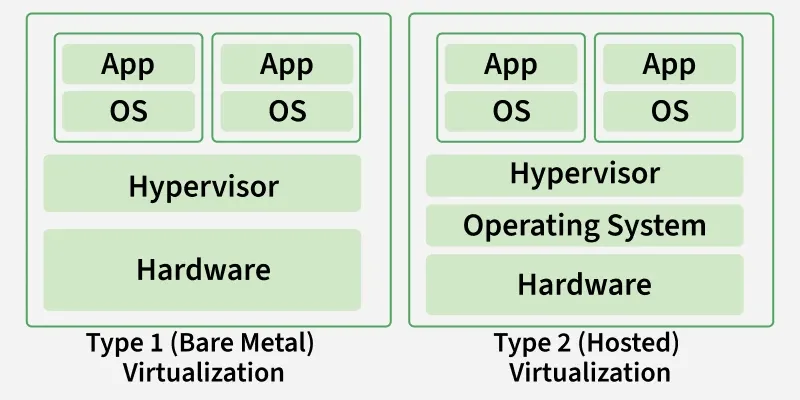 App
App
OS
OS
Hypervisor
Hardware
Type 1 (Bare Metal)
Virtualization
App
App
OS
OS
Hypervisor
Operating System
Hardware
Type 2 (Hosted)
Virtualization